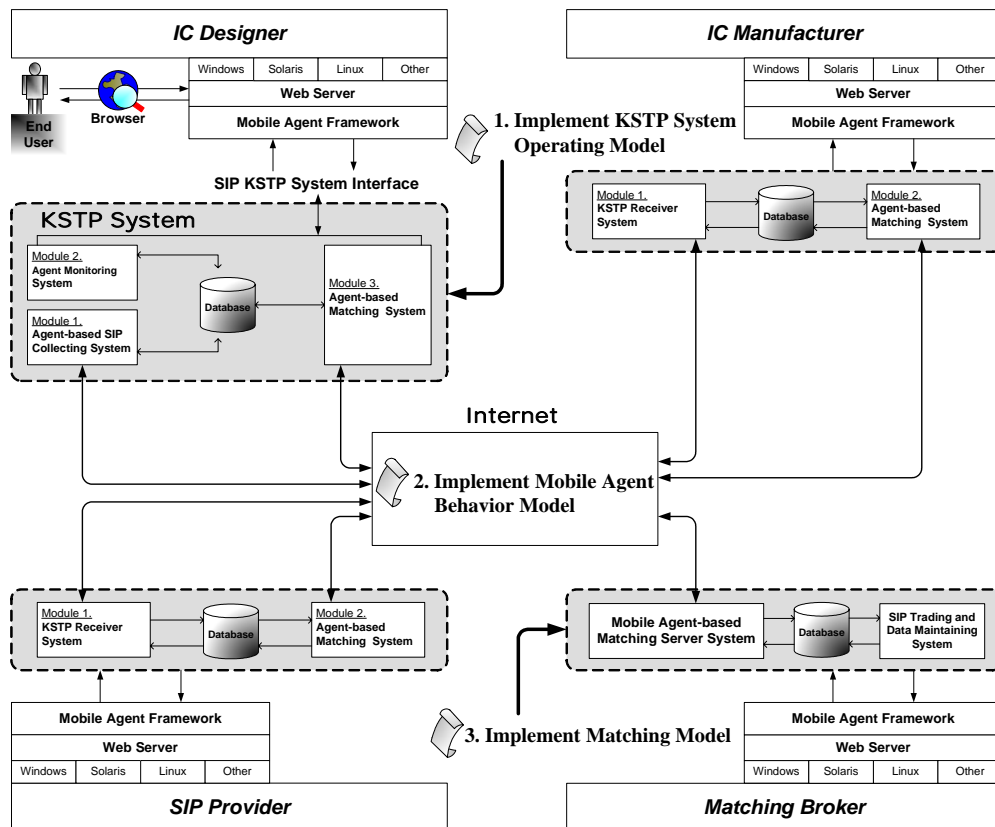 IC Designer
Windows
Solaris
Linux
Other
Web Server
Mobile Agent Framework
End
User
Browser
SIP KSTP System Interface
1. Implement KSTP System
Operating Model
IC Manufacturer
Windows
Solaris
Linux
Other
Web Server
Mobile Agent Framework
Module 1.
KSTP Receiver
System
Database
Module 2.
Agent-based
Matching System
KSTP System
Module 2.
Agent Monitoring
System
Module 1.
Agent-based SIP
Collecting System
Database
Module 3.
Agent-based
Matching System
Internet
2. Implement Mobile Agent
Behavior Model
Module 1.
KSTP Receiver
System
Database
Module 2.
Agent-based
Matching System
Mobile Agent Framework
Web Server
Windows
Solaris
Linux
Other
SIP Provider
3. Implement Matching Model
Mobile Agent-based
Matching Server
System
Database
SIP Trading and
Data Maintaining
System
Mobile Agent Framework
Web Server
Windows
Solaris
Linux
Other
Matching Broker